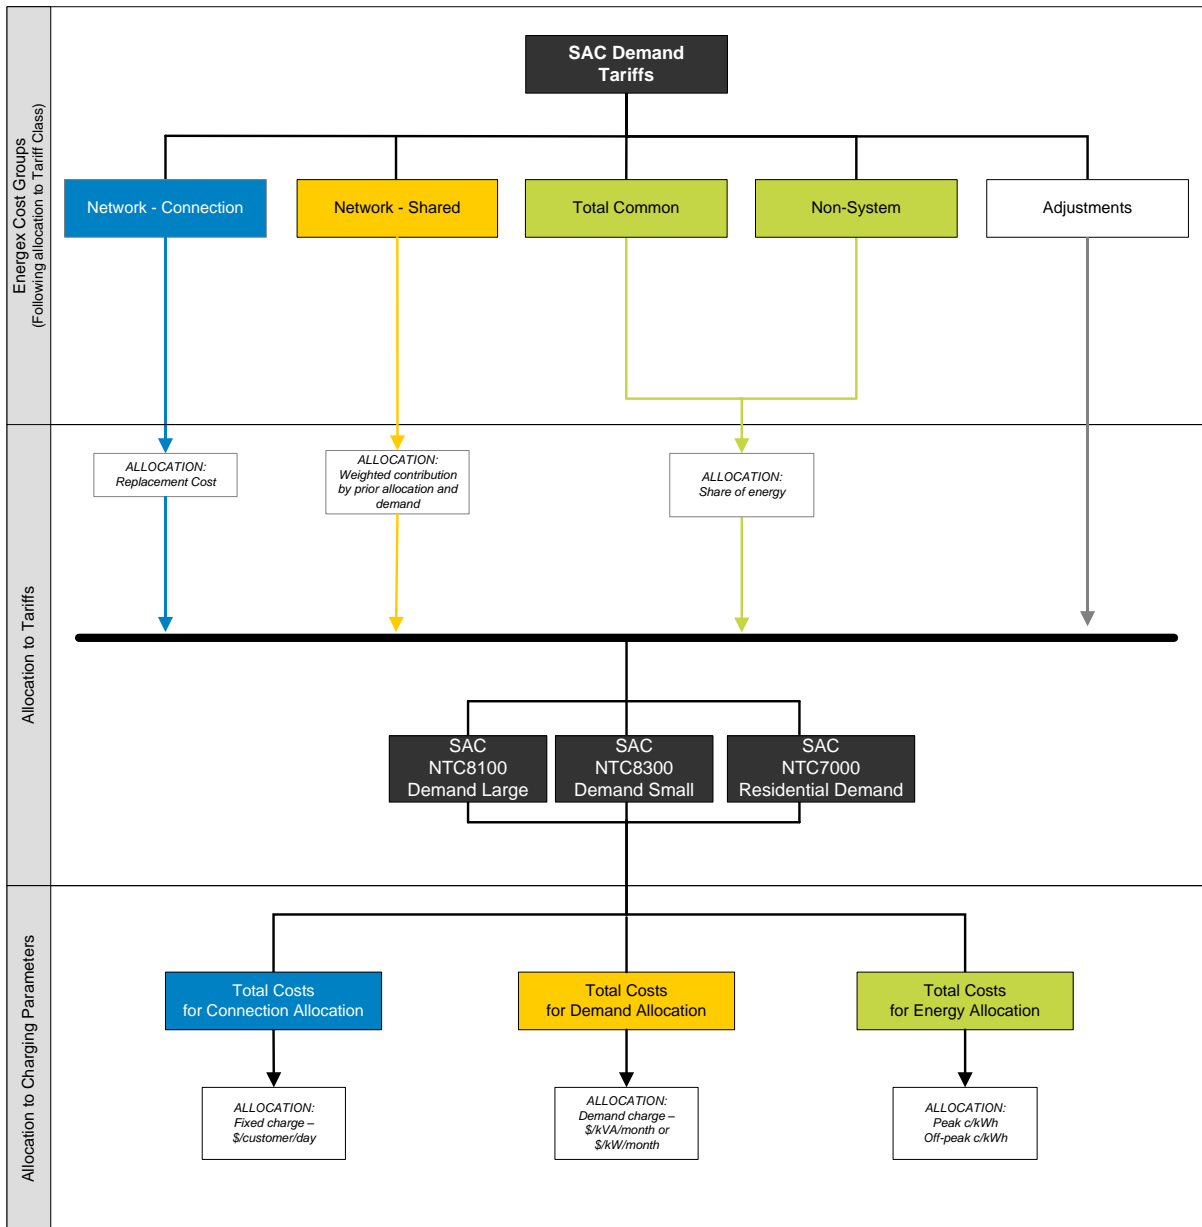 Energex Cost Groups
(Following allocation to Tariff Class)
SAC Demand
Tariffs
Network - Connection
Network - Shared
Total Common
Non-System
Adjustments
Allocation to Tariffs
ALLOCATION:
Replacement Cost
ALLOCATION:
Weighted contribution
by prior allocation and
demand
ALLOCATION:
Share of energy
SAC
NTC8100
Demand Large
SAC
NTC8300
Demand Small
SAC
NTC7000
Residential Demand
Allocation to Charging Parameters
Total Costs
for Connection Allocation
Total Costs
for Demand Allocation
Total Costs
for Energy Allocation
ALLOCATION:
Fixed charge –
$/customer/day
ALLOCATION:
Demand charge –
$/kVA/month or
$/kW/month
ALLOCATION:
Peak c/kWh
Off-peak c/kWh